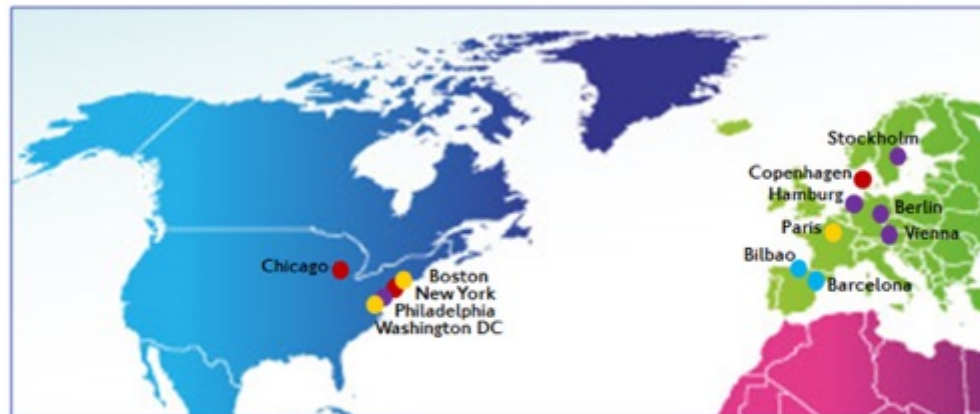 Stockholm
Copenhagen
Hamburg
Berlin
Paris
Vienna
Bilbao
Chicago
Boston
Barcelona
New York
Philadelphia
Washington DC